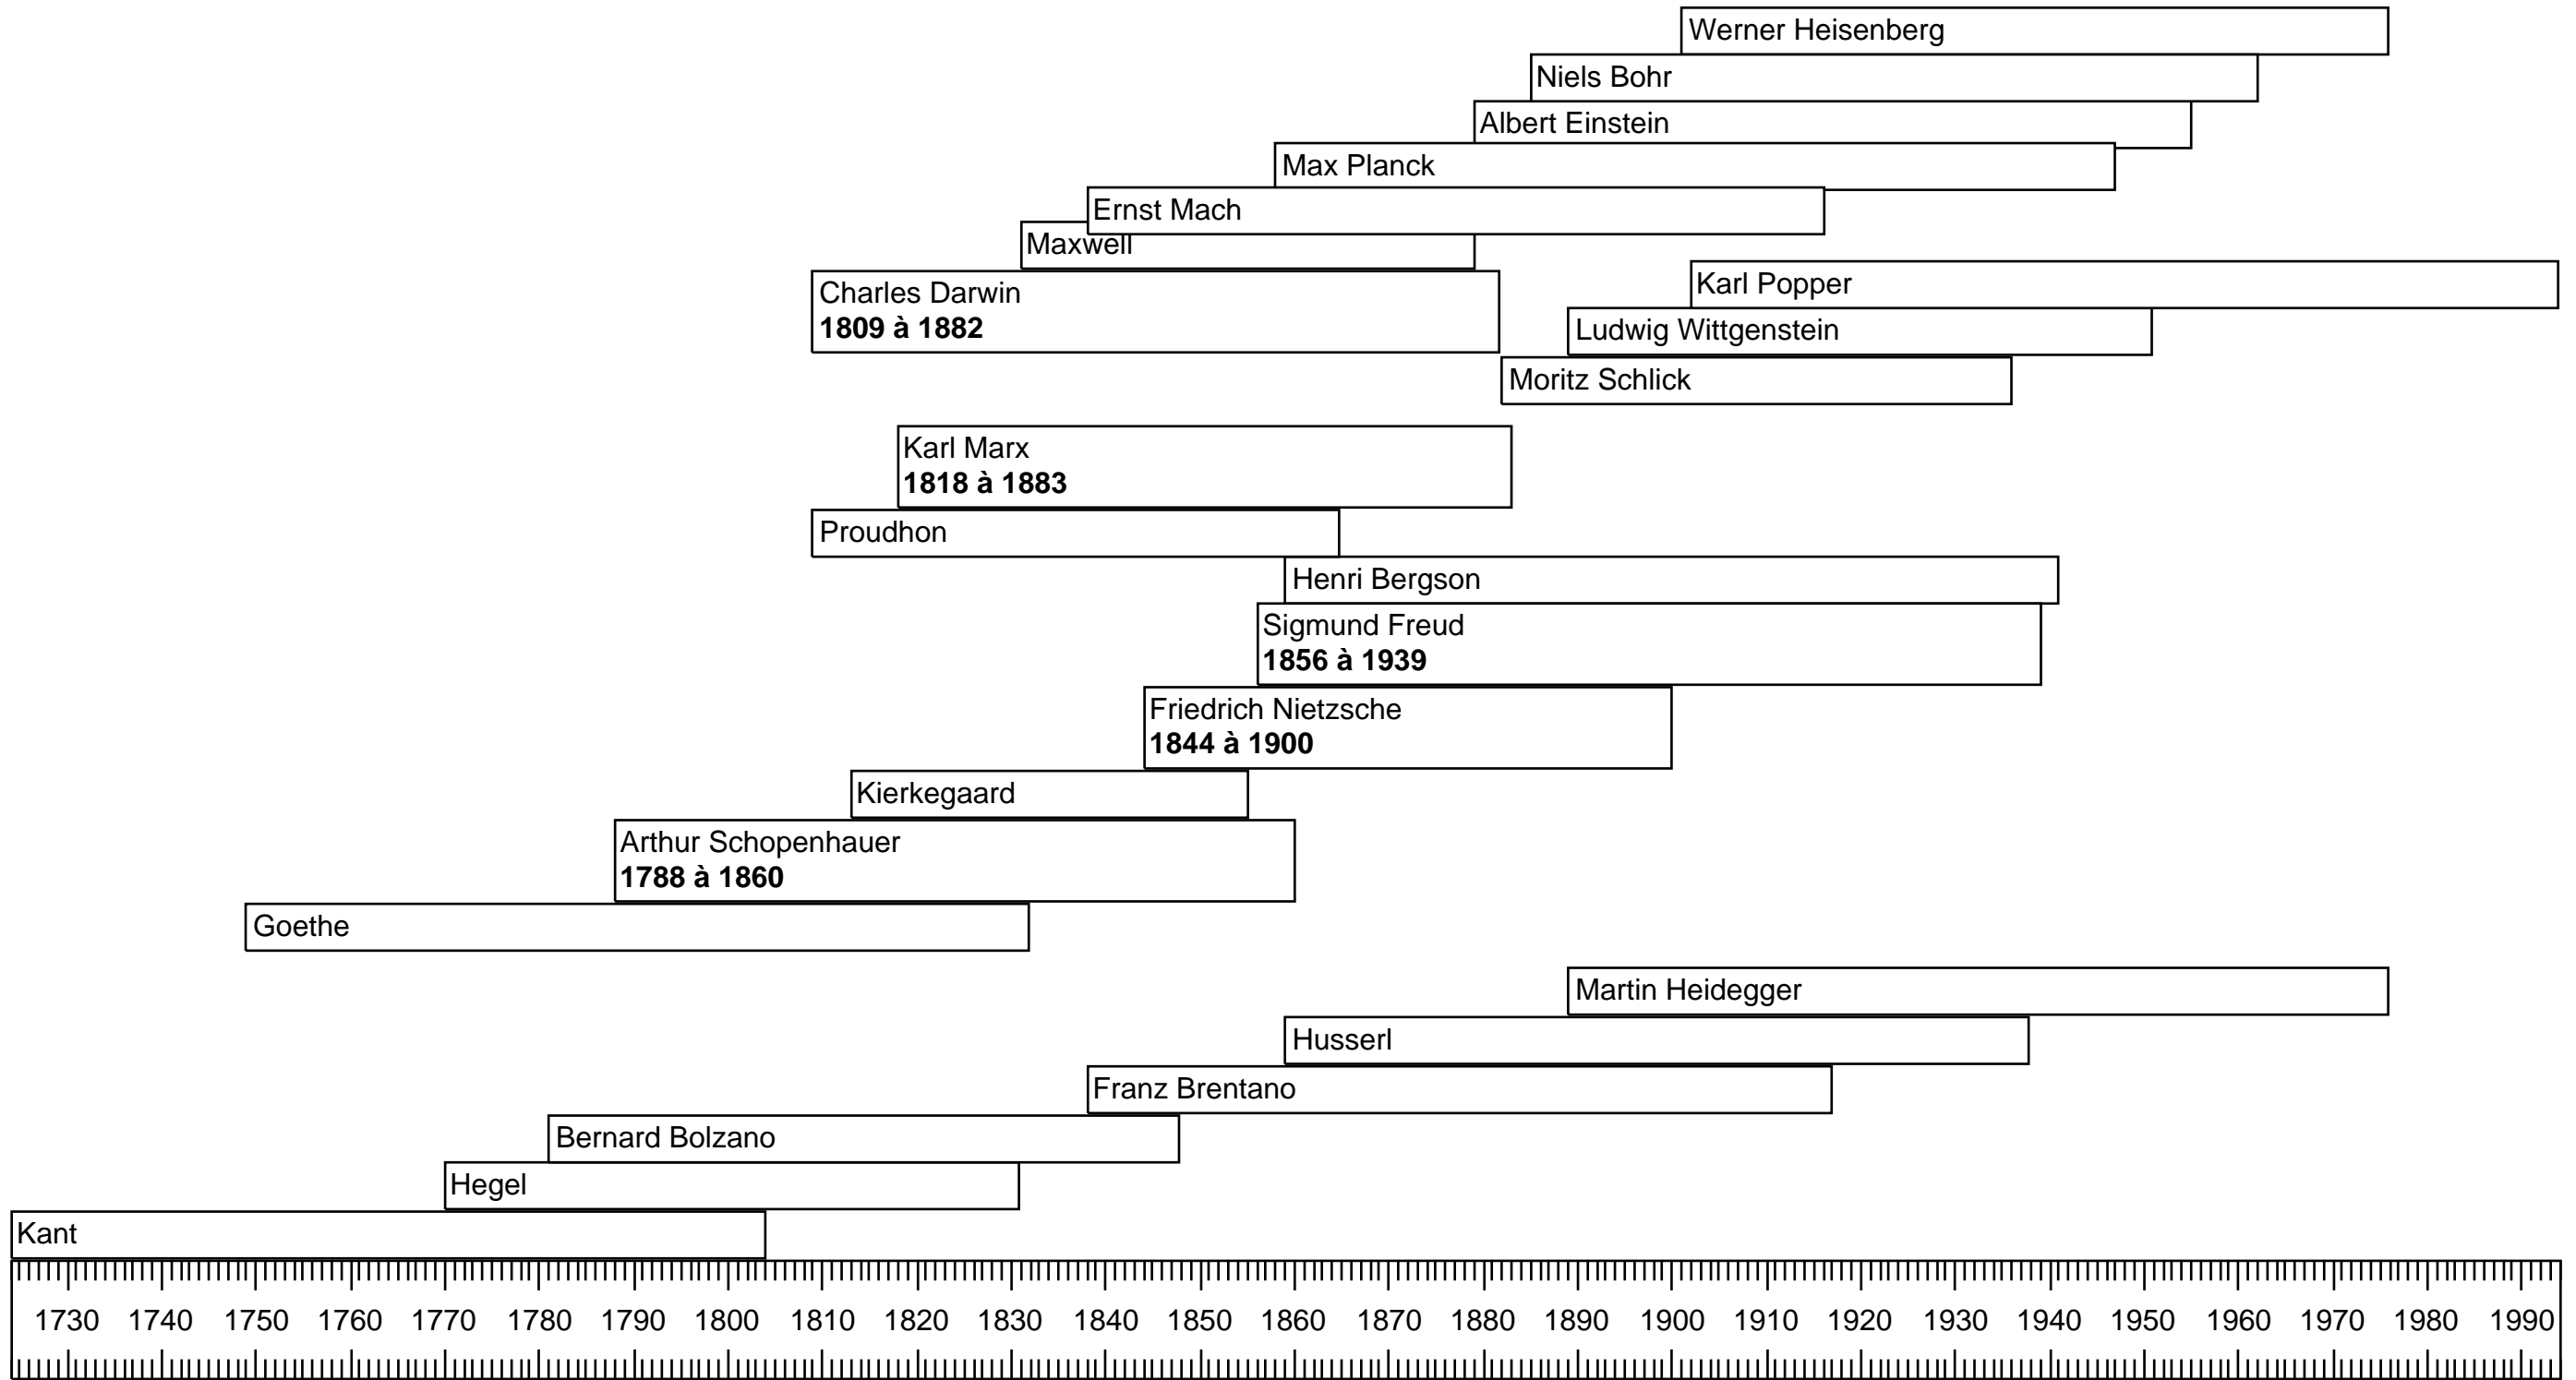 Werner Heisenberg
Niels Bohr
Albert Einstein
Max Planck
Ernst Mach
Maxwell
Karl Popper
Charles Darwin
1809 à 1882
Ludwig Wittgenstein
Moritz Schlick
Karl Marx
1818 à 1883
Proudhon
Henri Bergson
Sigmund Freud
1856 à 1939
Friedrich Nietzsche
1844 à 1900
Kierkegaard
Arthur Schopenhauer
1788 à 1860
Goethe
Martin Heidegger
Husserl
Franz Brentano
Bernard Bolzano
Hegel
Kant
1730 1740 1750 1760 1770 1780 1790 1800 1810 1820 1830 1840 1850 1860 1870 1880 1890 1900 1910 1920 1930 1940 1950 1960 1970 1980 1990